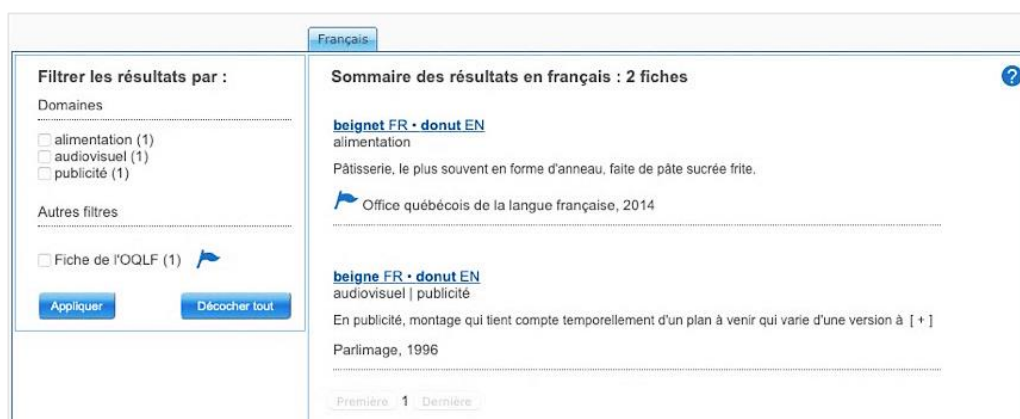 Français
Filtrer les résultats par :
Domaines
alimentation (1)
audiovisuel (1)
publicité (1)
Autres filtres
Fiche de l'OQLF (1)
Appliquer
Décocher tout
Sommaire des résultats en français : 2 fiches
?
beignet FR • donut EN
alimentation
Pâtisserie, le plus souvent en forme d'anneau, faite de pâte sucrée frite.
Office québécois de la langue française, 2014
beigne FR • donut EN
audiovisuel | publicité
En publicité, montage qui tient compte temporellement d'un plan à venir qui varie d'une version à [ + ]
Parlimage, 1996
Première 1 Dernière